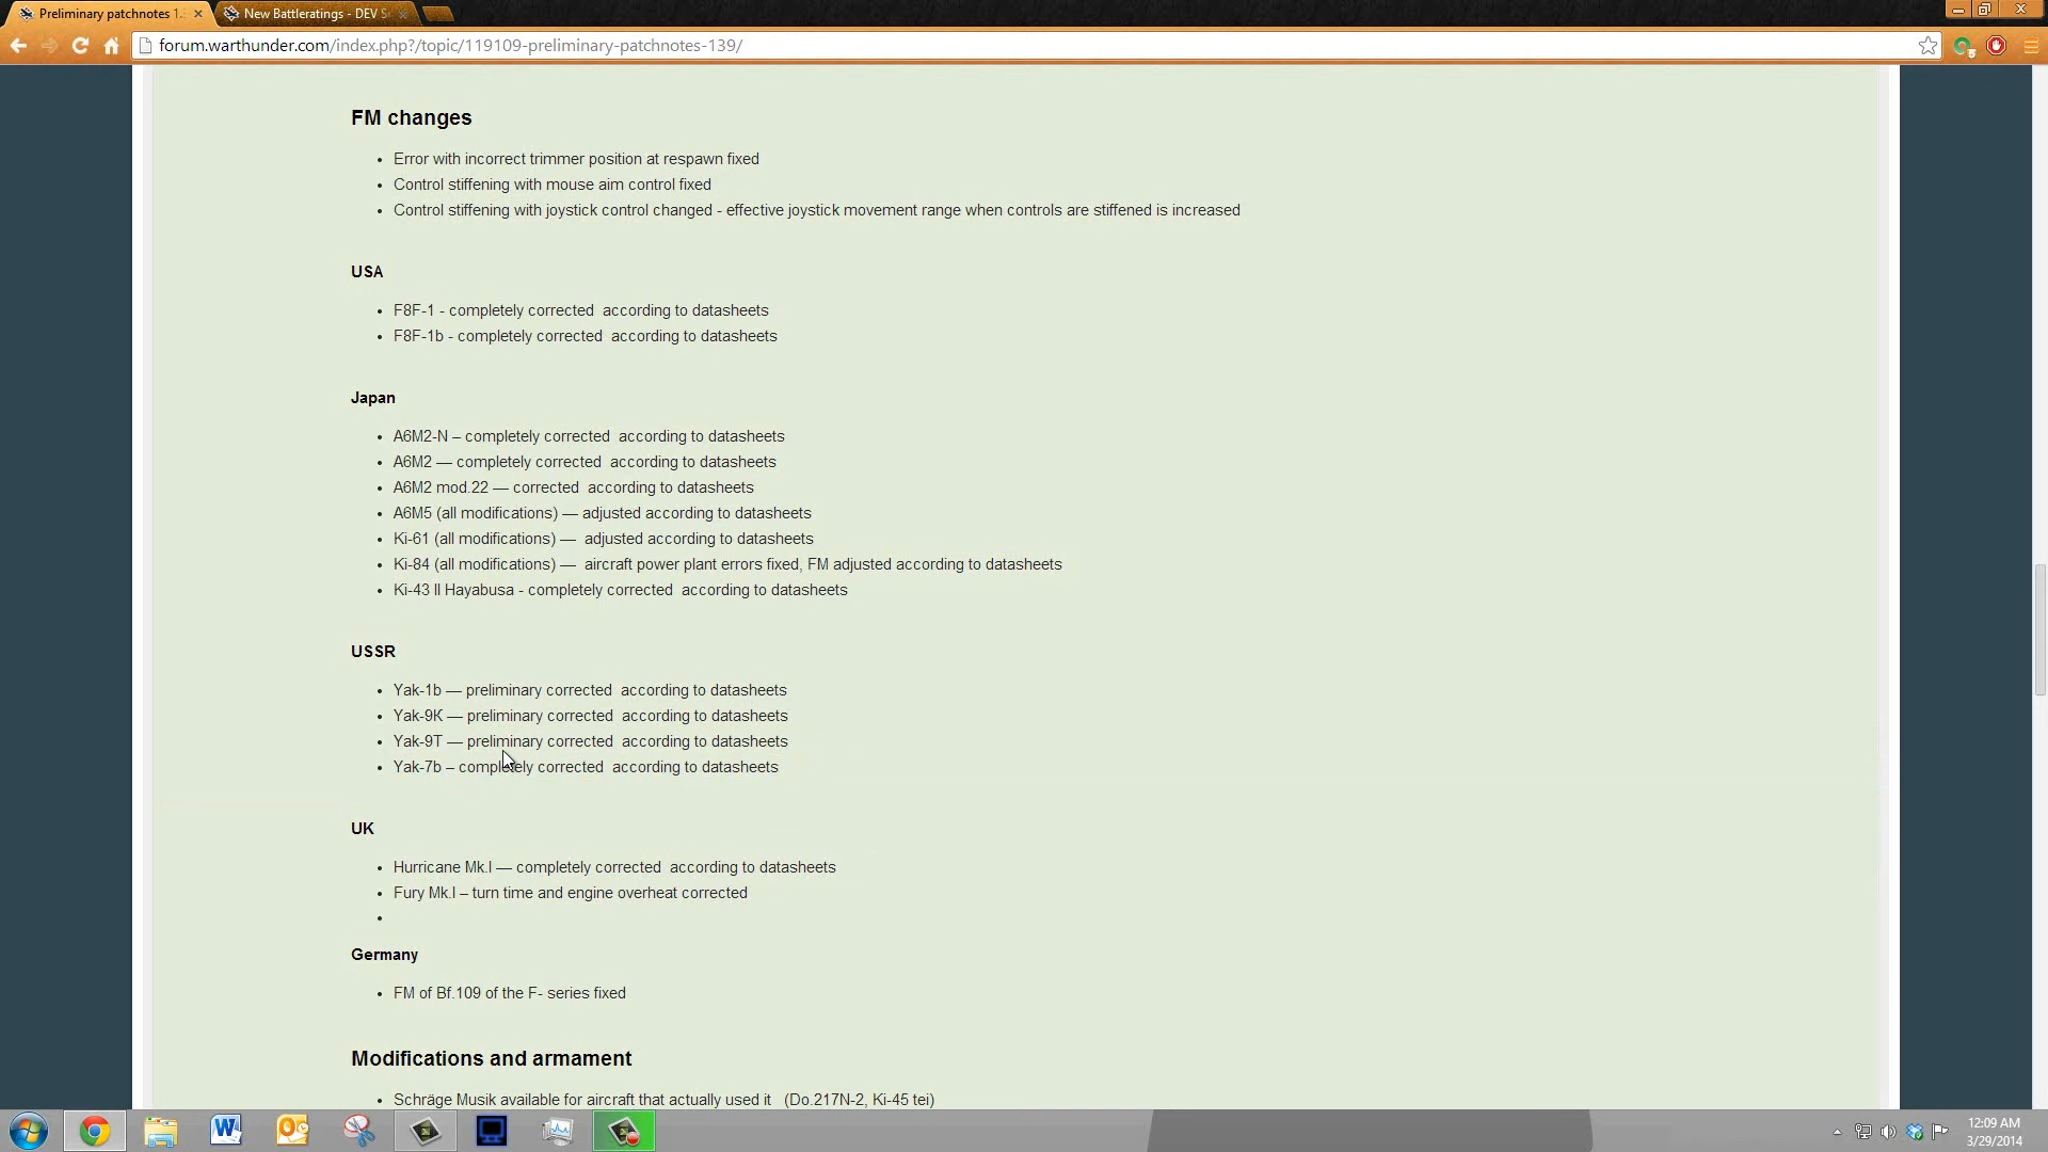 Preliminary patchnotes 1.
New Battleratings - DEV S
forum.warthunder.com/index.php?/topic/119109-preliminary-patchnotes-139/
FM changes
• Error with incorrect trimmer position at respawn fixed
• Control stiffening with mouse aim control fixed
• Control stiffening with joystick control changed - effective joystick movement range when controls are stiffened is increased
USA
• F8F-1 - completely corrected  according to datasheets
• F8F-1b - completely corrected  according to datasheets
Japan
• A6M2-N – completely corrected  according to datasheets
• A6M2 — completely corrected  according to datasheets
• A6M2 mod.22 — corrected  according to datasheets
• A6M5 (all modifications) — adjusted according to datasheets
• Ki-61 (all modifications) —  adjusted according to datasheets
• Ki-84 (all modifications) —  aircraft power plant errors fixed, FM adjusted according to datasheets
• Ki-43 II Hayabusa - completely corrected  according to datasheets
USSR
• Yak-1b — preliminary corrected  according to datasheets
• Yak-9K — preliminary corrected  according to datasheets
• Yak-9T — preliminary corrected  according to datasheets
• Yak-7b – completely corrected  according to datasheets
UK
• Hurricane Mk.I — completely corrected  according to datasheets
• Fury Mk.I – turn time and engine overheat corrected
•
Germany
• FM of Bf.109 of the F- series fixed
Modifications and armament
• Schräge Musik available for aircraft that actually used it   (Do.217N-2, Ki-45 tei)
12:09 AM
3/29/2014